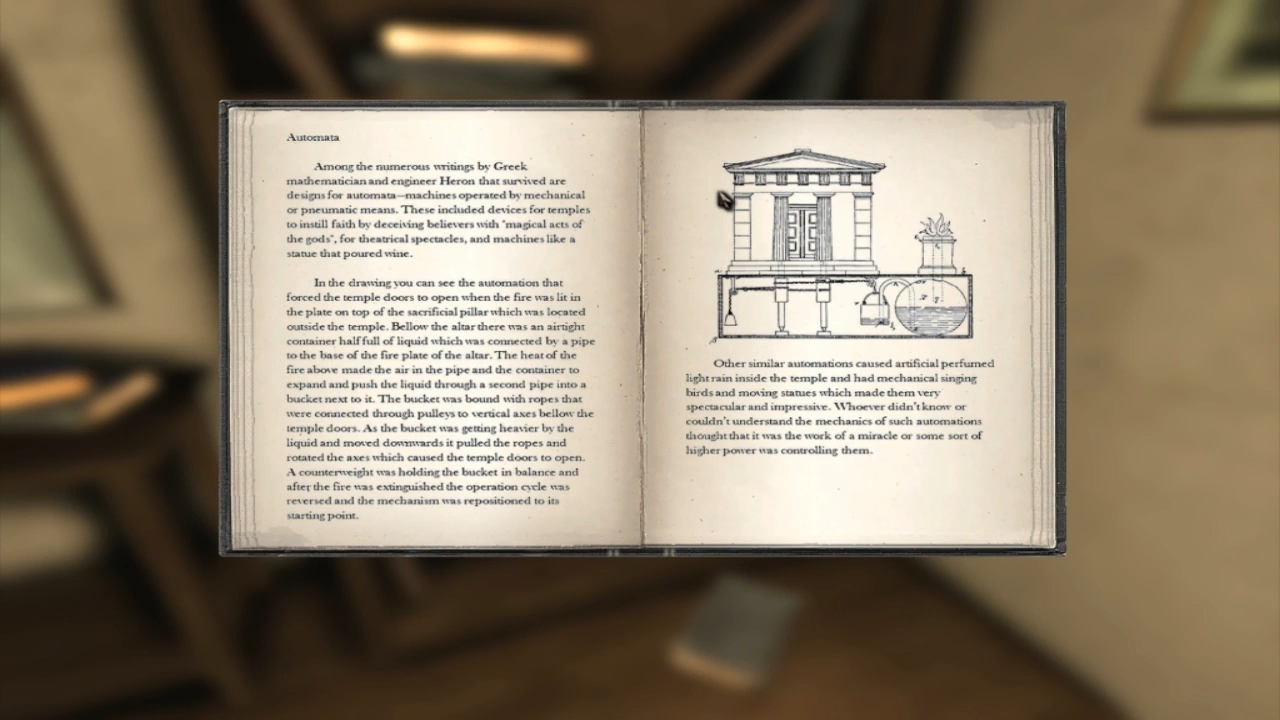 Automata
Among the numerous writings by Greek
mathematician and engineer Heron that survived are
designs for automata—machines operated by mechanical
or pneumatic means. These included devices for temples
to instill faith by deceiving believers with "magical acts of
the gods", for theatrical spectacles, and machines like a
statue that poured wine.
In the drawing you can see the automation that
forced the temple doors to open when the fire was lit in
the plate on top of the sacrificial pillar which was located
outside the temple. Bellow the altar there was an airtight
container half full of liquid which was connected by a pipe
to the base of the fire plate of the altar. The heat of the
fire above made the air in the pipe and the container to
expand and push the liquid through a second pipe into a
bucket next to it. The bucket was bound with ropes that
were connected through pulleys to vertical axes bellow the
temple doors. As the bucket was getting heavier by the
liquid and moved downwards it pulled the ropes and
rotated the axes which caused the temple doors to open.
A counterweight was holding the bucket in balance and
after the fire was extinguished the operation cycle was
reversed and the mechanism was repositioned to its
starting point.
Other similar automations caused artificial perfumed
light rain inside the temple and had mechanical singing
birds and moving statues which made them very
spectacular and impressive. Whoever didn't know or
couldn't understand the mechanics of such automations
thought that it was the work of a miracle or some sort of
higher power was controlling them.